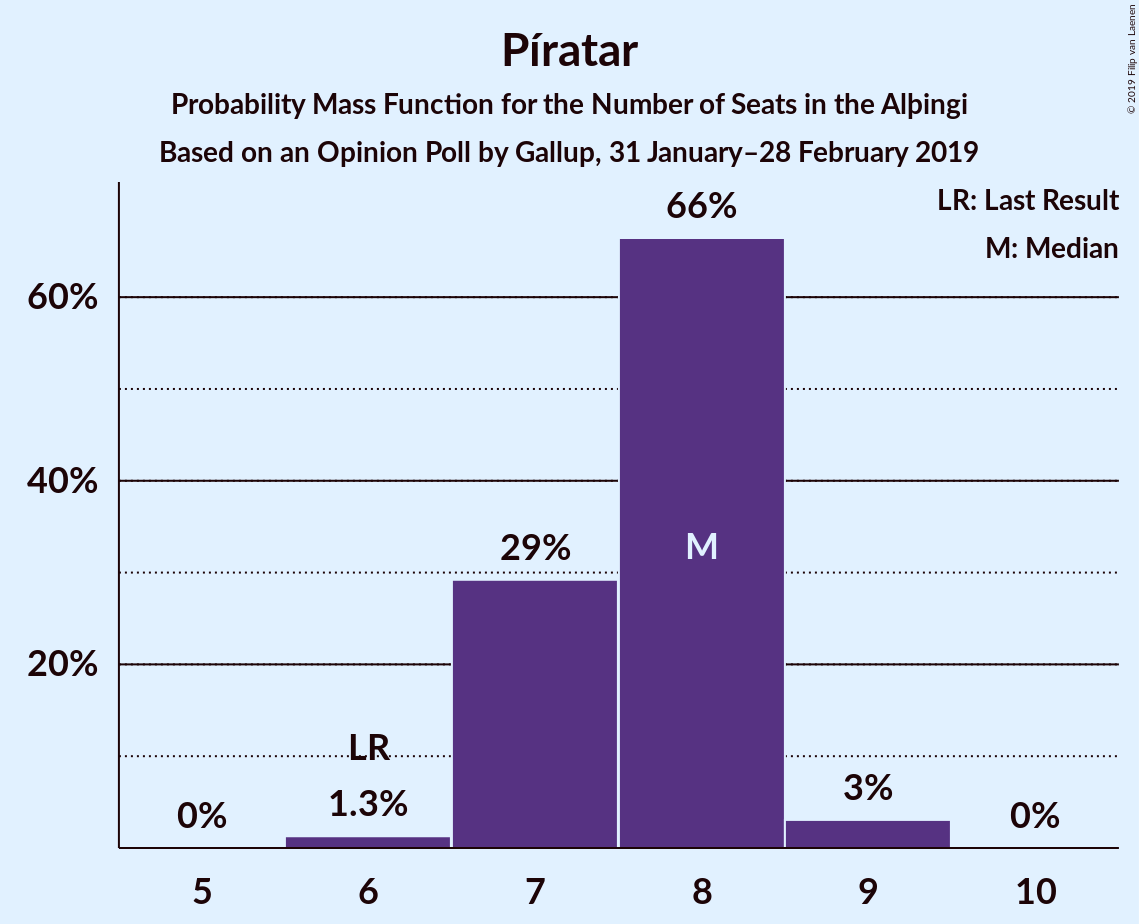 Píratar
Probability Mass Function for the Number of Seats in the Alþingi
Based on an Opinion Poll by Gallup, 31 January–28 February 2019
© 2019 Filip van Laenen
LR: Last Result
M: Median
66%
60%
40%
29%
M
20%
LR
0%
1.3%
3%
0%
5
6
7
8
9
10